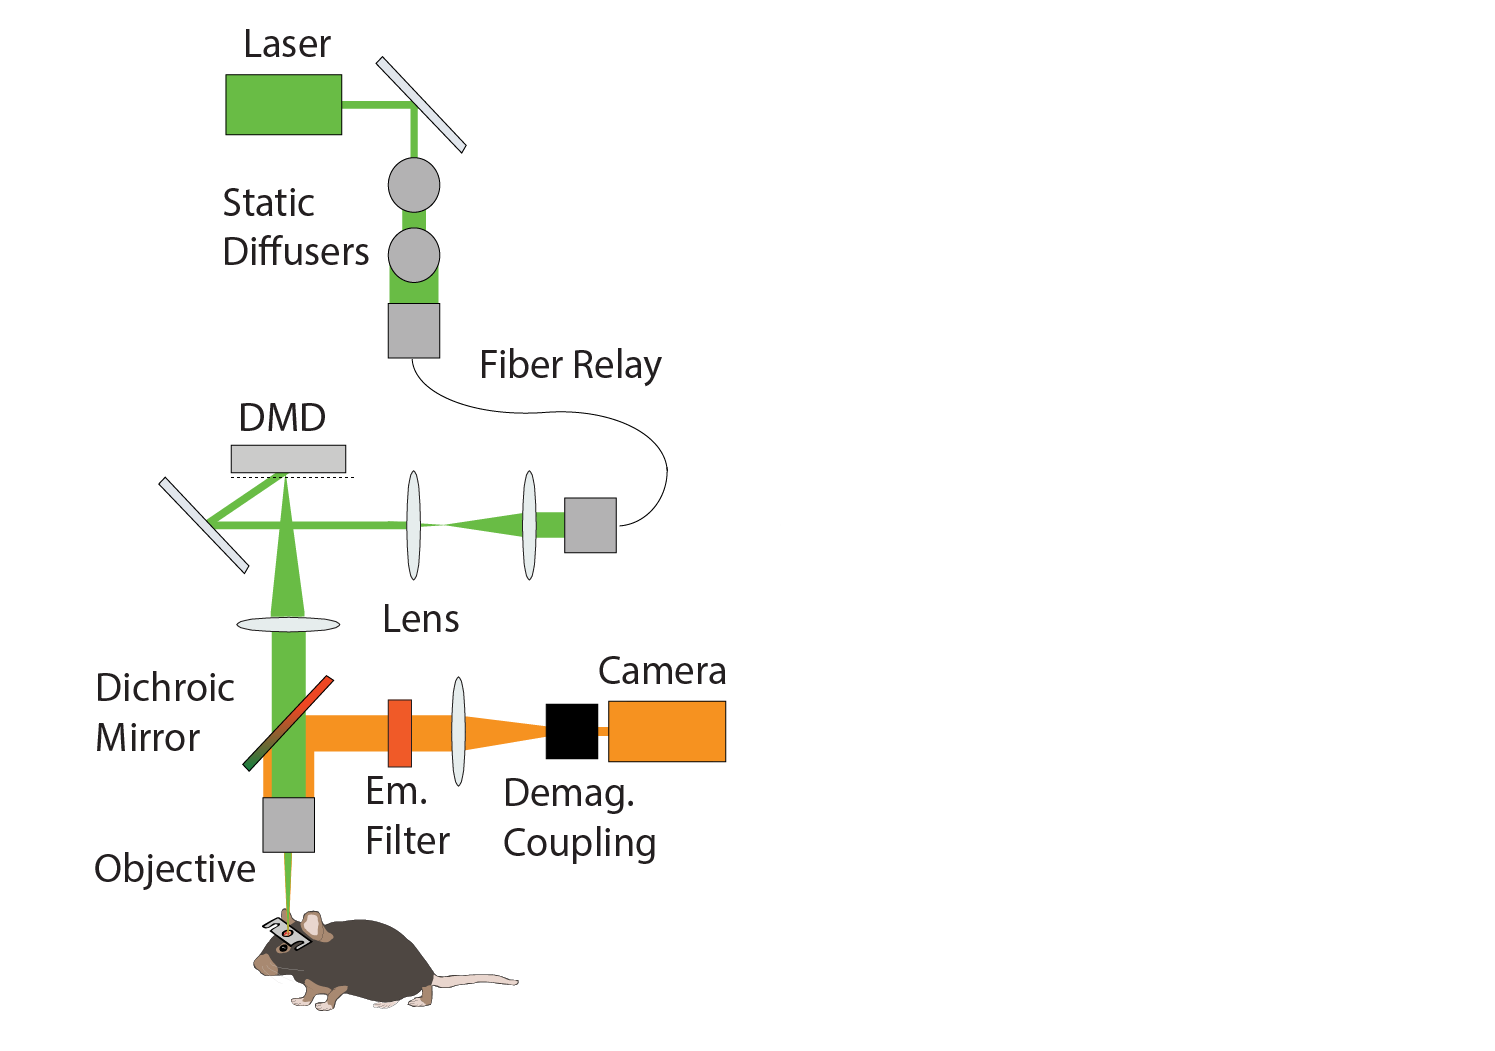 Laser
Static
Diffusers
Fiber Relay
DMD
Lens
Camera
Dichroic
Mirror
Em.
Filter
Demag.
Coupling
Objective